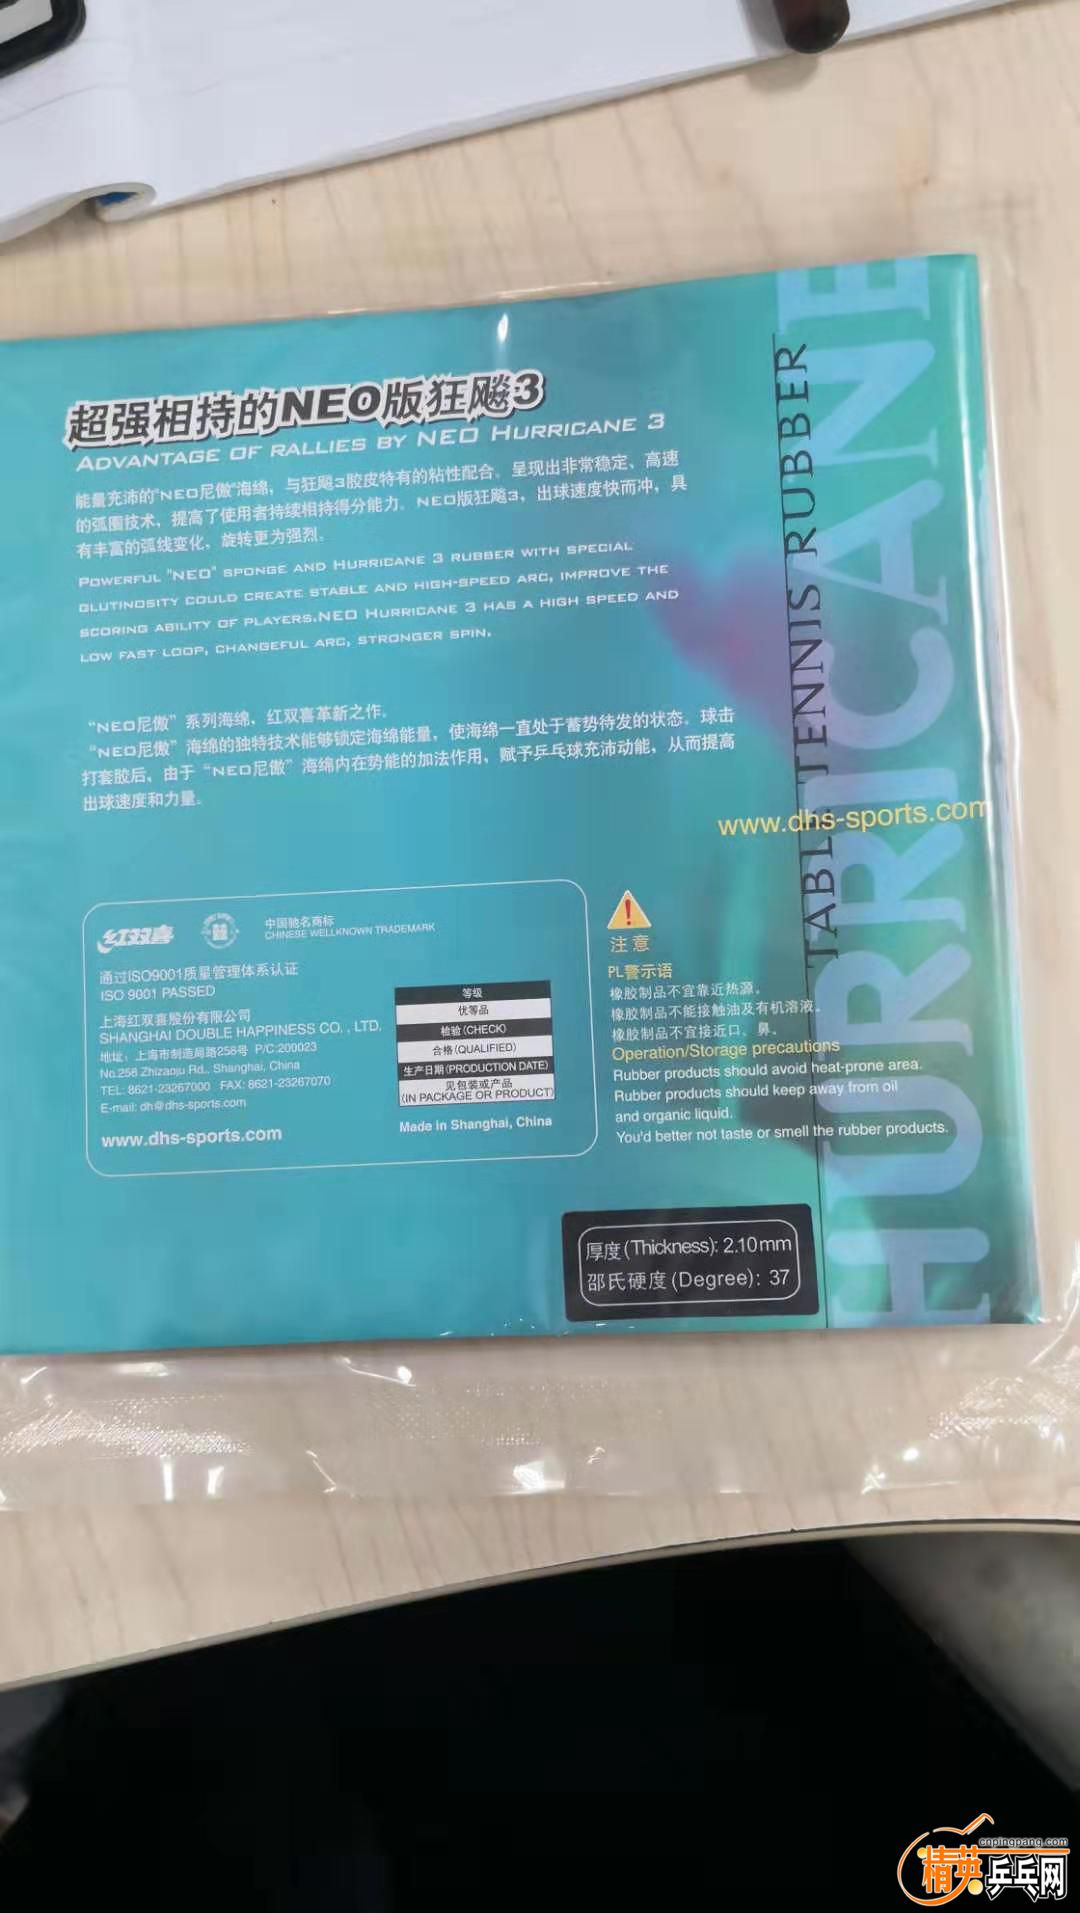 超强相持的NEO版狂飚3
ADVANTAGE OF RALLIES BY NEO HURRICANE 3
能量充沛的"NEO尼傲"海绵，与狂飚3胶皮特有的粘性配合。呈现出非常稳定、高速
的弧圈技术，提高了使用者持续相持得分能力。NEO版狂飚3，出球速度快而冲，具
有丰富的弧线变化，旋转更为强烈。
POWERFUL "NEO" SPONGE AND HURRICANE 3 RUBBER WITH SPECIAL
GLUTINOSITY COULD CREATE STABLE AND HIGH-SPEED ARC, IMPROVE THE
SCORING ABILITY OF PLAYERS.NEO HURRICANE 3 HAS A HIGH SPEED AND
LOW FAST LOOP, CHANGEFUL ARC, STRONGER SPIN.
“NEO尼傲”系列海绵，红双喜革新之作。
“NEO尼傲”海绵的独特技术能够锁定海绵能量，使海绵一直处于蓄势待发的状态。球击
打套胶后，由于“NEO尼傲”海绵内在势能的加法作用，赋予乒乓球充沛动能，从而提高
出球速度和力量。
www.dhs-sports.com
TABLE TENNIS RUBBER
HURRICANE
红双喜
中国驰名商标
CHINESE WELLKNOWN TRADEMARK
通过ISO9001质量管理体系认证
ISO 9001 PASSED
上海红双喜股份有限公司
SHANGHAI DOUBLE HAPPINESS CO., LTD.
地址：上海市制造局路258号 P/C:200023
No.258 Zhizaoju Rd., Shanghai, China
TEL: 8621-23267000 FAX: 8621-23267070
E-mail: dh@dhs-sports.com
www.dhs-sports.com
等级
优等品
检验(CHECK)
合格(QUALIFIED)
生产日期(PRODUCTION DATE)
见包装或产品
(IN PACKAGE OR PRODUCT)
Made in Shanghai, China
注意
PL警示语
橡胶制品不宜靠近热源。
橡胶制品不能接触油及有机溶液。
橡胶制品不宜接近口、鼻。
Operation/Storage precautions
Rubber products should avoid heat-prone area.
Rubber products should keep away from oil
and organic liquid.
You'd better not taste or smell the rubber products.
厚度(Thickness): 2.10mm
邵氏硬度(Degree): 37
cnpingpang.com
精英乒乓网